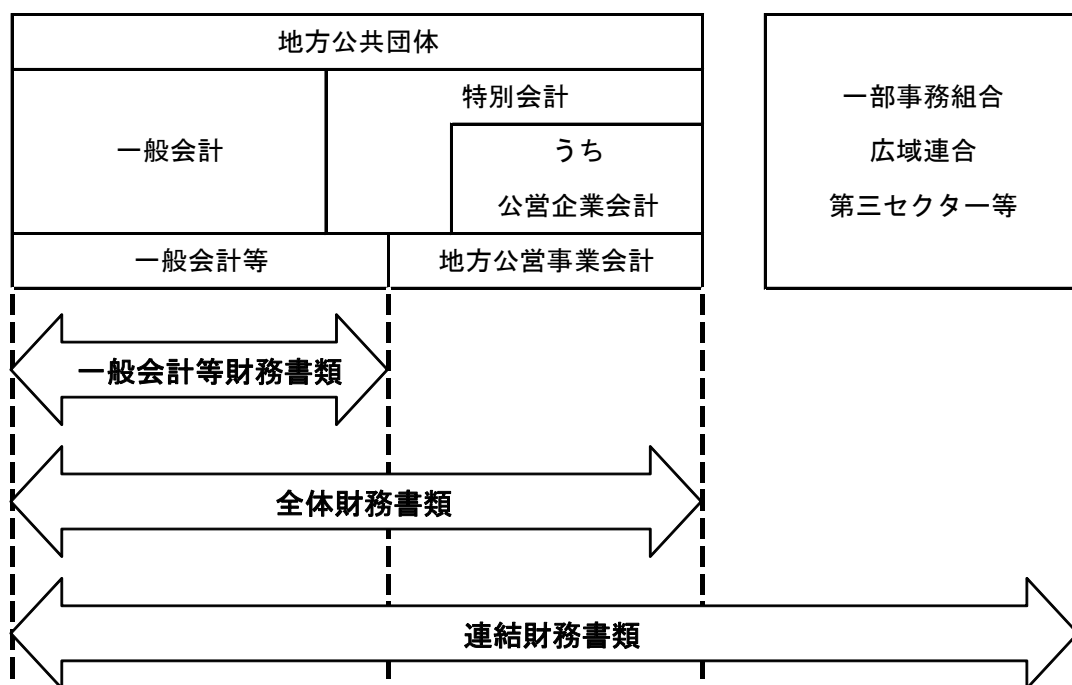 地方公共団体
一般会計
特別会計
うち
公営企業会計
一般会計等
地方公営事業会計
一部事務組合
広域連合
第三セクター等
一般会計等財務書類
全体財務書類
連結財務書類